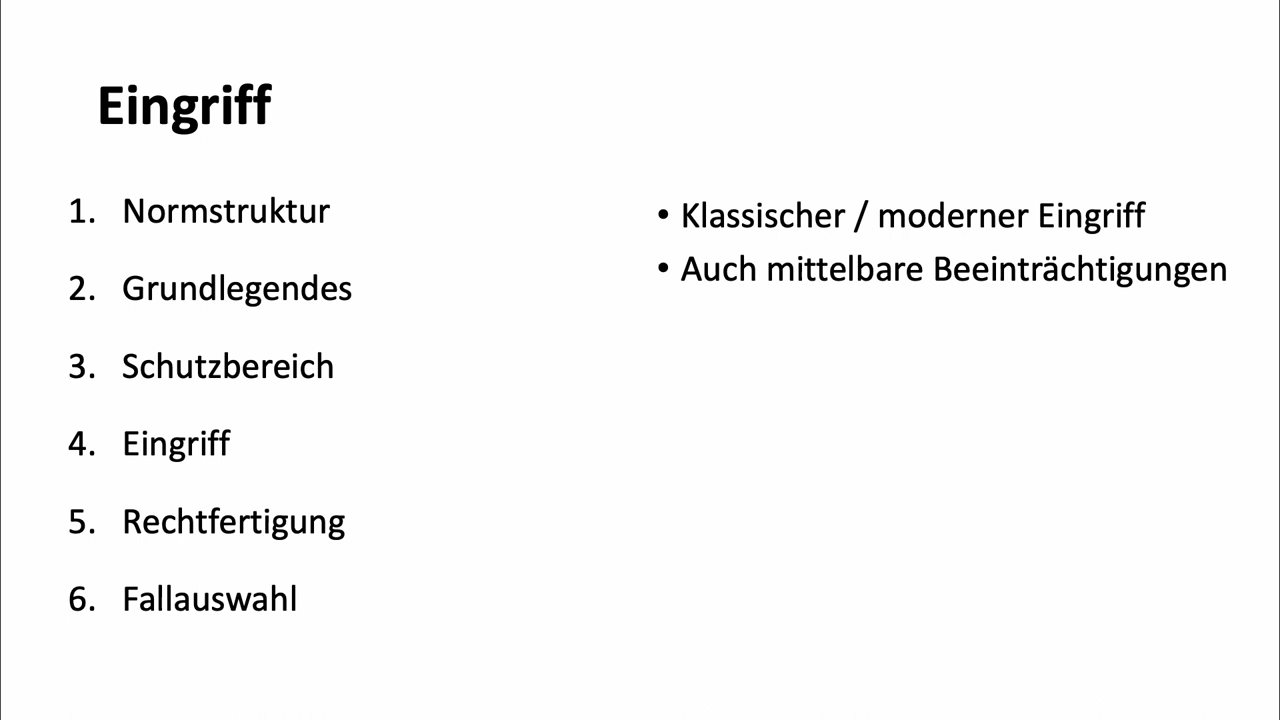 Eingriff
1. Normstruktur
2. Grundlegendes
3. Schutzbereich
4. Eingriff
5. Rechtfertigung
6. Fallauswahl
• Klassischer / moderner Eingriff
• Auch mittelbare Beeinträchtigungen